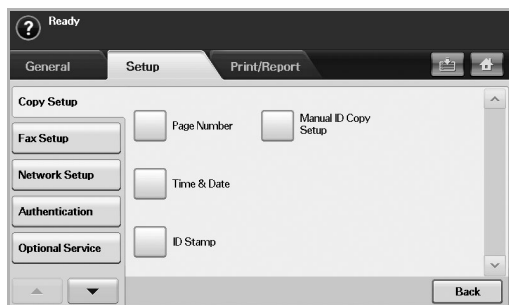 Ready
General Setup Print/Report
Copy Setup
Fax Setup
Network Setup
Authentication
Optional Service
Page Number
Manual ID Copy
Setup
Time & Date
ID Stamp
Back